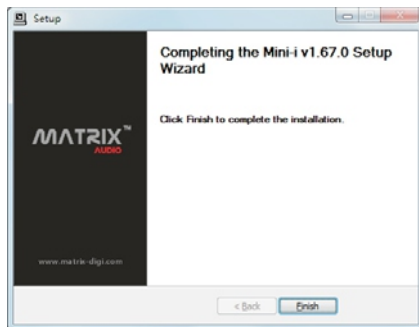 Setup
Completing the Mini-i v1.67.0 Setup
Wizard
Click Finish to complete the installation.
MATRIX™
AUDIO
www.matrix-digi.com
< Back
Finish